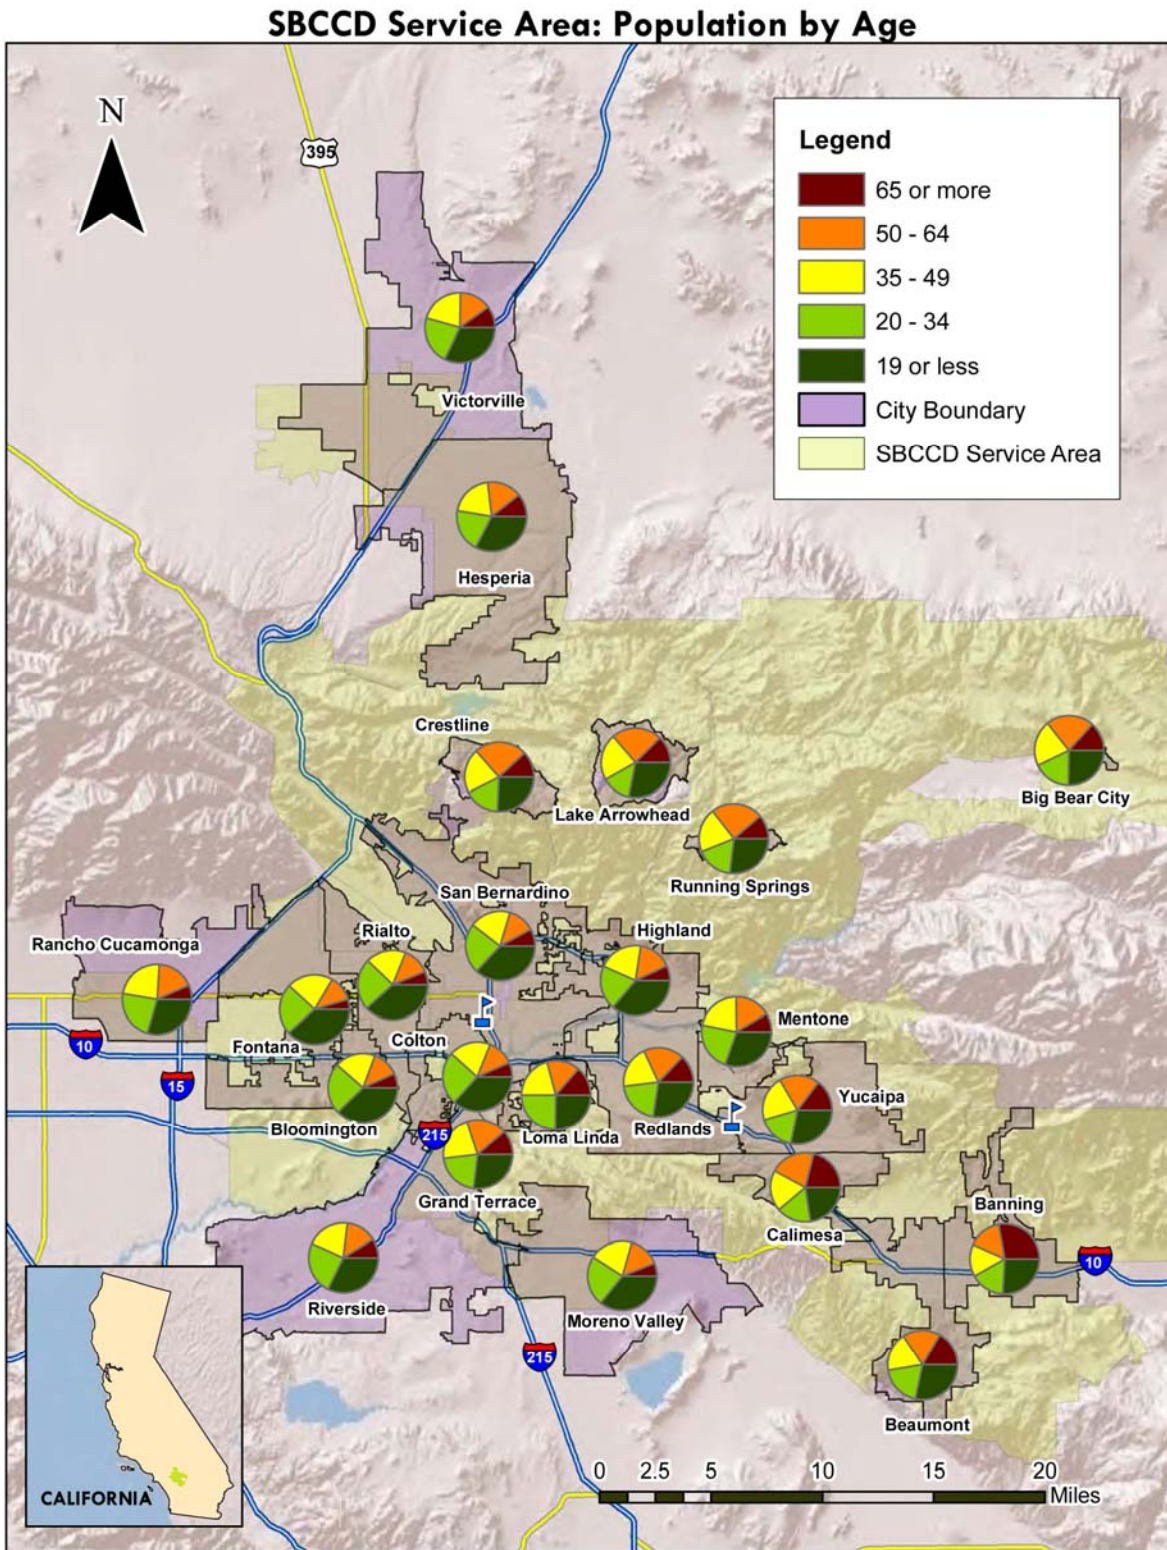 SBCCD Service Area: Population by Age
N
395
Legend
65 or more
50 - 64
35 - 49
20 - 34
19 or less
City Boundary
SBCCD Service Area
Victorville
Hesperia
Crestline
Lake Arrowhead
Big Bear City
Running Springs
San Bernardino
Rancho Cucamonga
Rialto
Highland
Mentone
Fontana
Colton
10
15
Bloomington
215
Loma Linda
Redlands
Yucaipa
Grand Terrace
Calimesa
Banning
10
Riverside
Moreno Valley
215
Beaumont
CALIFORNIA
0 2.5 5 10 15 20
Miles